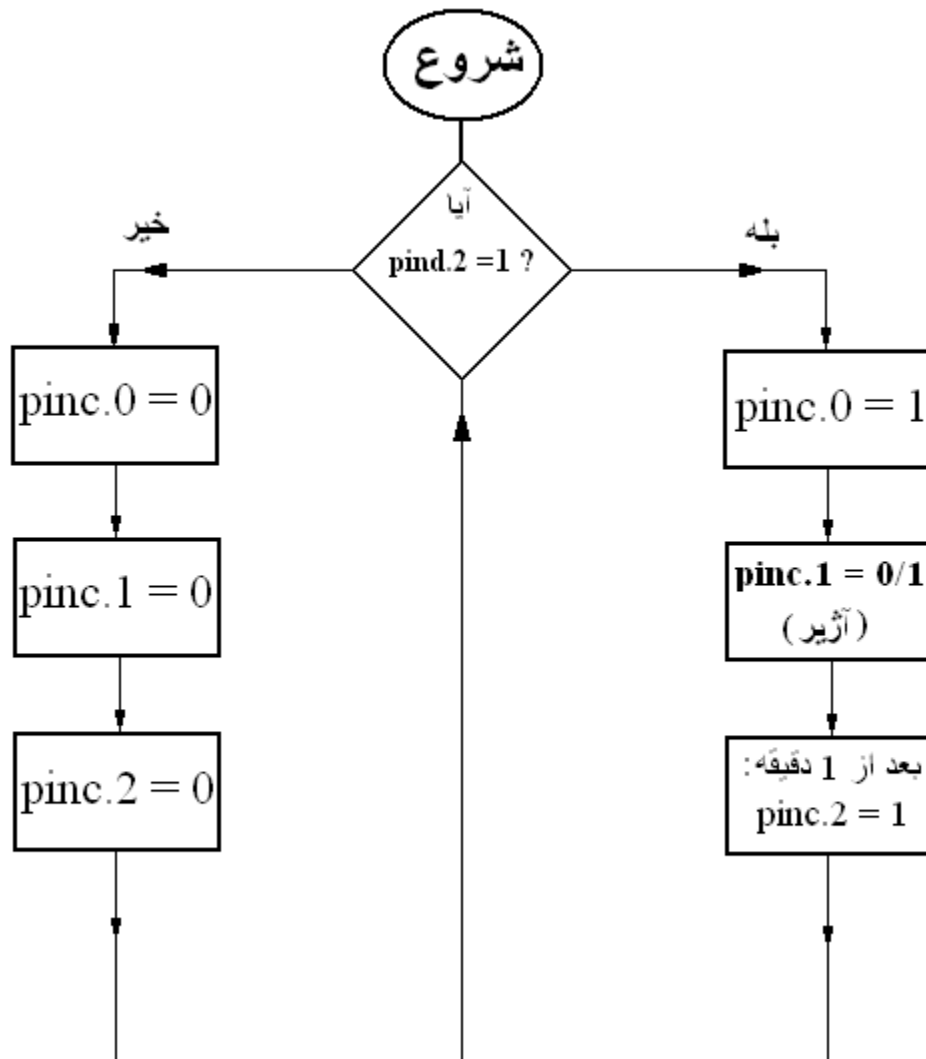 شروع
آیا
pind.2 =1 ?
خیر
بله
pinc.0 = 0
pinc.1 = 0
pinc.2 = 0
pinc.0 = 1
pinc.1 = 0/1
(آژیر)
بعد از 1 دقیقه:
pinc.2 = 1